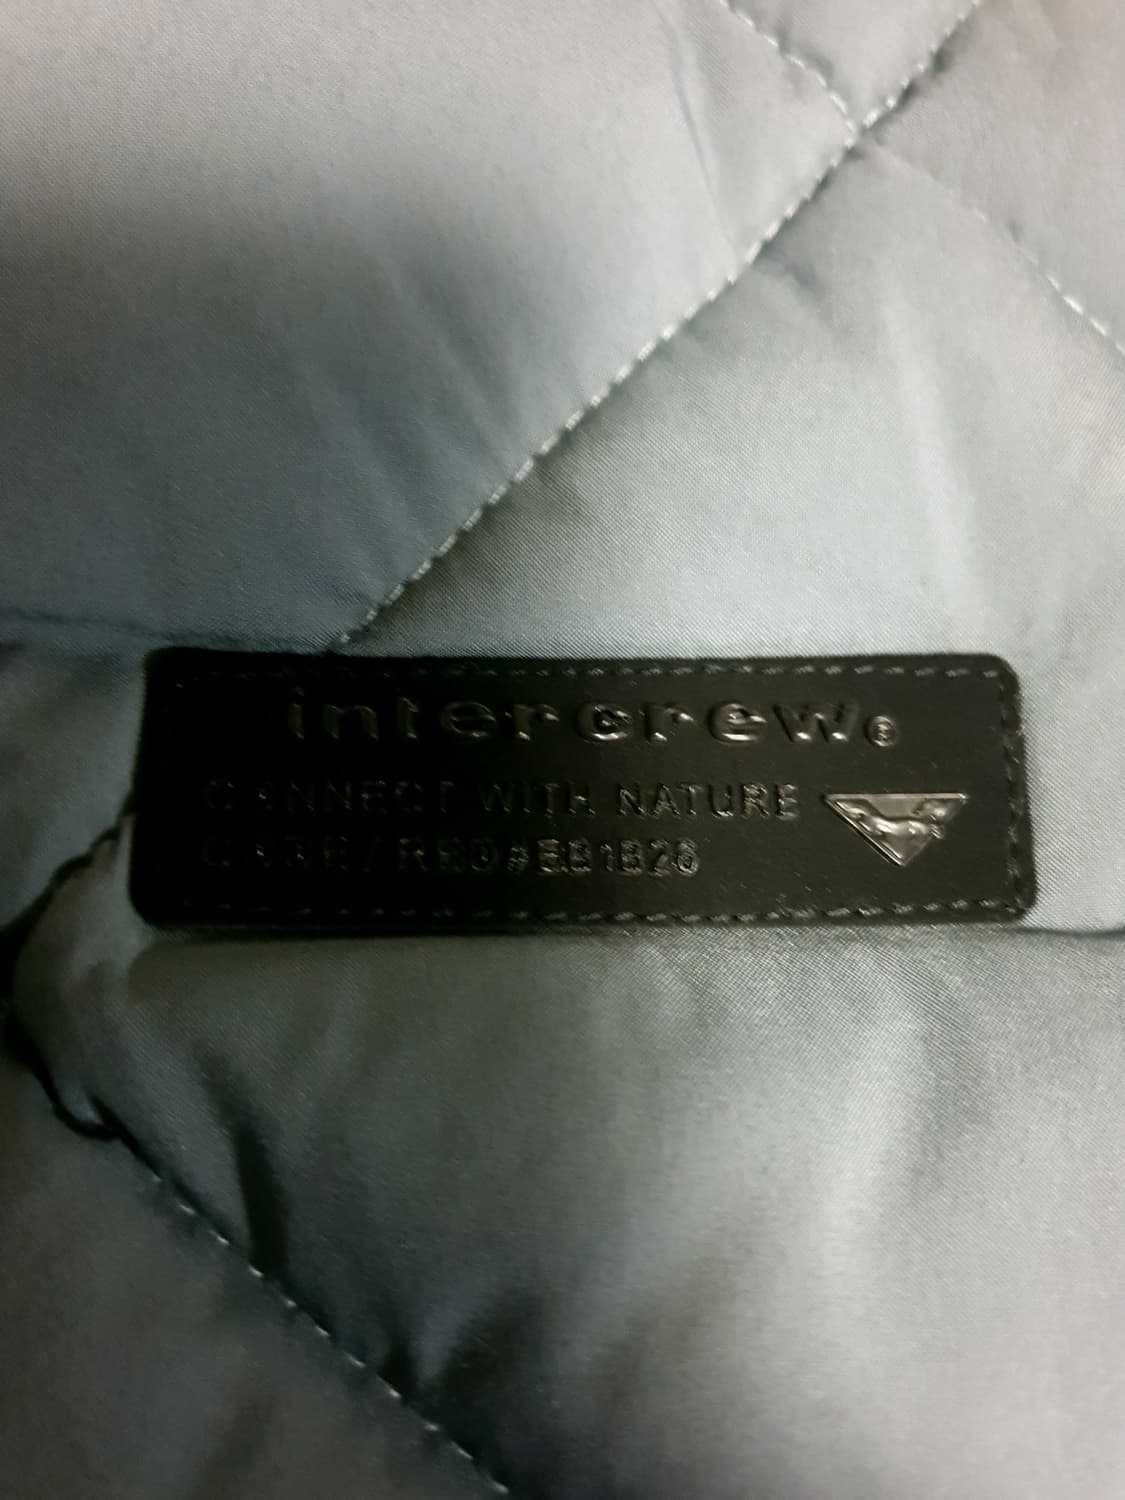 intercrew®
CONNECT WITH NATURE
CODE/RED#EB1B26